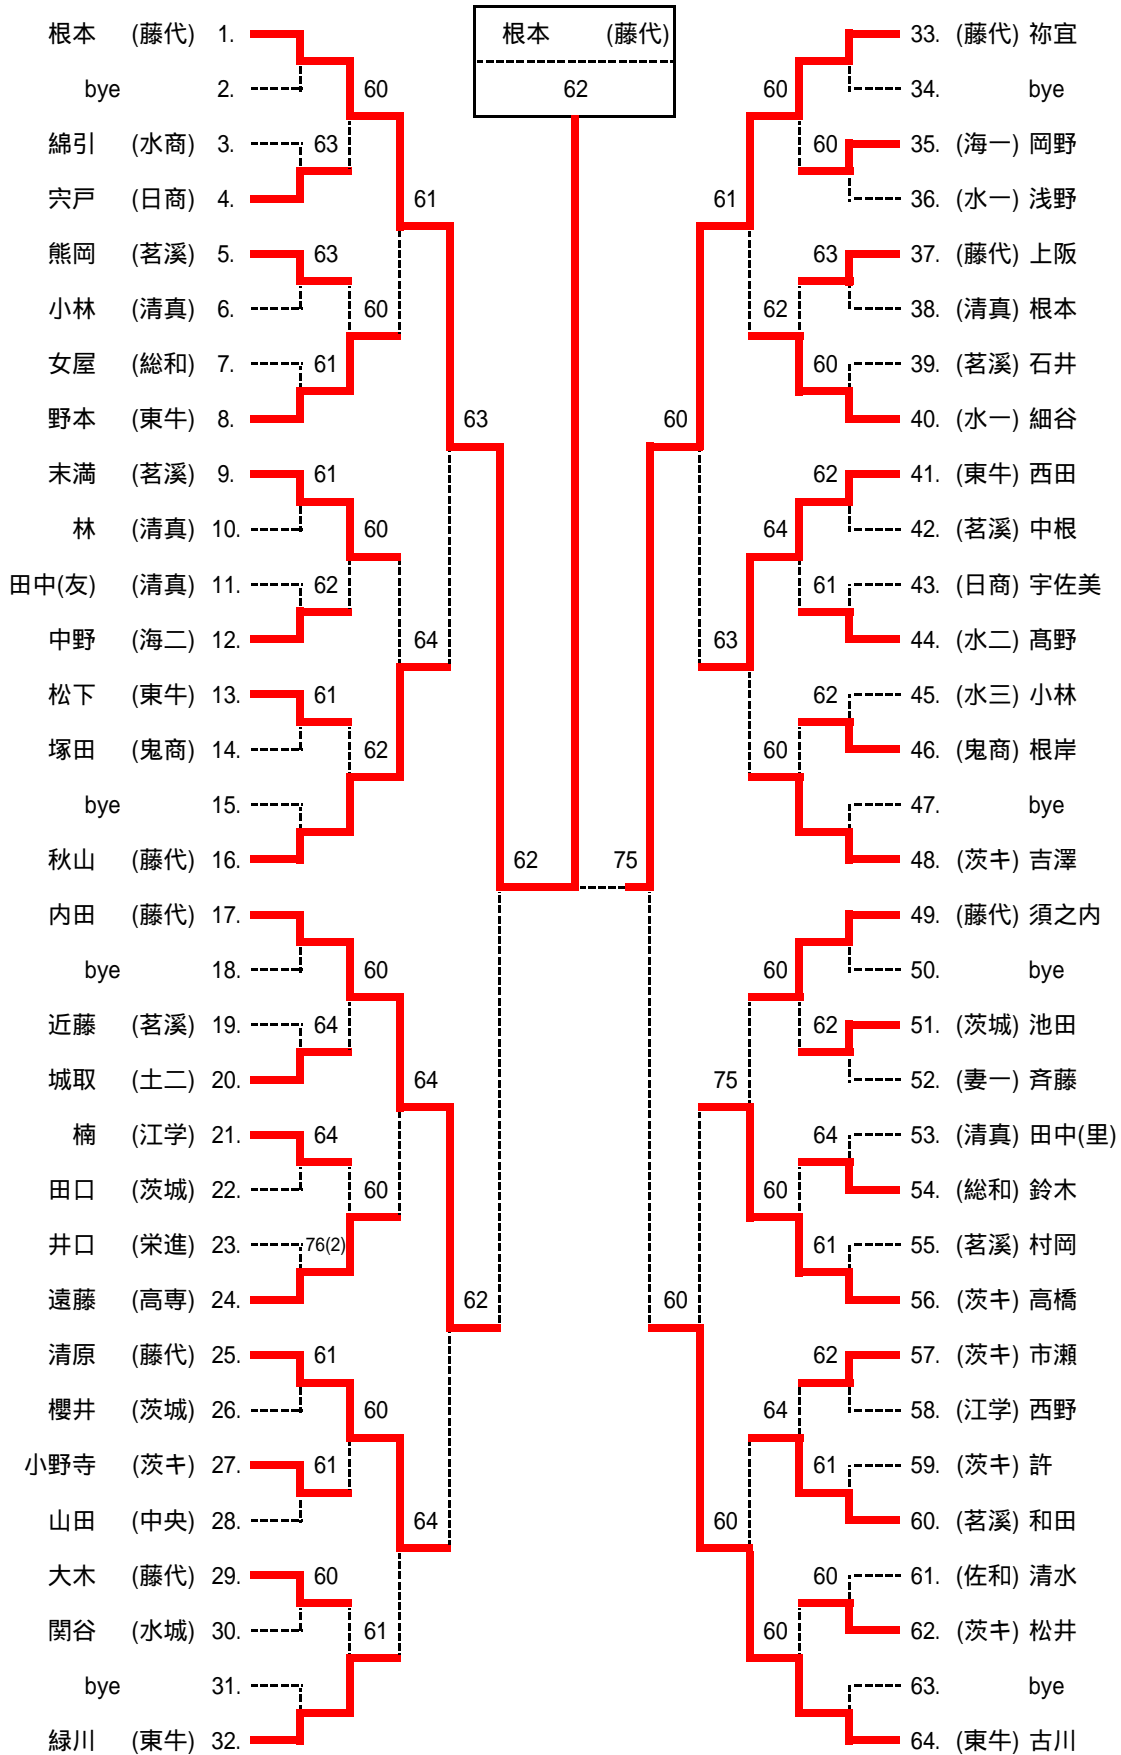 根本 (藤代)
62
根本 (藤代) 1.
bye 2.
60
綿引 (水商) 3.
63
宍戸 (日商) 4.
61
熊岡 (茗溪) 5.
63
小林 (清真) 6.
60
女屋 (総和) 7.
61
野本 (東牛) 8.
63
末満 (茗溪) 9.
61
林 (清真) 10.
60
田中(友) (清真) 11.
62
中野 (海二) 12.
64
松下 (東牛) 13.
61
塚田 (鬼商) 14.
62
bye 15.
秋山 (藤代) 16.
62
内田 (藤代) 17.
bye 18.
60
近藤 (茗溪) 19.
64
城取 (土二) 20.
64
楠 (江学) 21.
64
田口 (茨城) 22.
60
井口 (栄進) 23.
76(2)
遠藤 (高専) 24.
62
清原 (藤代) 25.
61
櫻井 (茨城) 26.
60
小野寺 (茨キ) 27.
61
山田 (中央) 28.
64
大木 (藤代) 29.
60
関谷 (水城) 30.
61
bye 31.
緑川 (東牛) 32.
33. (藤代) 祢宜
60
34. bye
60
35. (海一) 岡野
61
36. (水一) 浅野
63
37. (藤代) 上阪
62
38. (清真) 根本
60
39. (茗溪) 石井
60
40. (水一) 細谷
62
41. (東牛) 西田
64
42. (茗溪) 中根
61
43. (日商) 宇佐美
63
44. (水二) 髙野
62
45. (水三) 小林
60
46. (鬼商) 根岸
47. bye
75
48. (茨キ) 吉澤
49. (藤代) 須之内
60
50. bye
62
51. (茨城) 池田
75
52. (妻一) 斉藤
64
53. (清真) 田中(里)
60
54. (総和) 鈴木
61
55. (茗溪) 村岡
60
56. (茨キ) 高橋
62
57. (茨キ) 市瀬
64
58. (江学) 西野
61
59. (茨キ) 許
60
60. (茗溪) 和田
60
61. (佐和) 清水
60
62. (茨キ) 松井
63. bye
64. (東牛) 古川